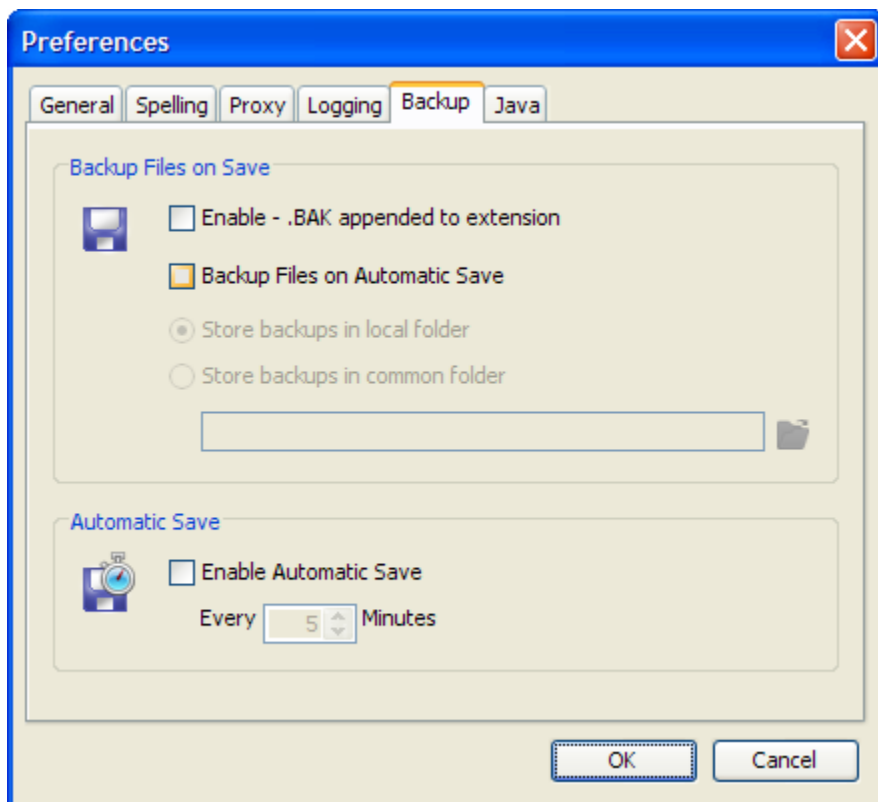 Preferences
General Spelling Proxy Logging Backup Java
Backup Files on Save
Enable - .BAK appended to extension
Backup Files on Automatic Save
Store backups in local folder
Store backups in common folder
Automatic Save
Enable Automatic Save
Every 5 Minutes
OK Cancel